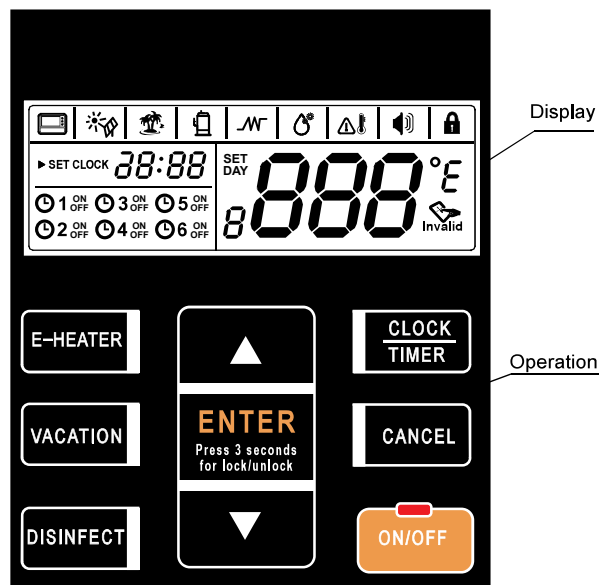 Display
SET CLOCK 28:88
SET
DAY
8 888 °E
1 ON OFF 3 ON OFF 5 ON OFF
2 ON OFF 4 ON OFF 6 ON OFF
Invalid
E-HEATER
CLOCK
TIMER
Operation
VACATION
ENTER
Press 3 seconds
for lock/unlock
CANCEL
DISINFECT
ON/OFF